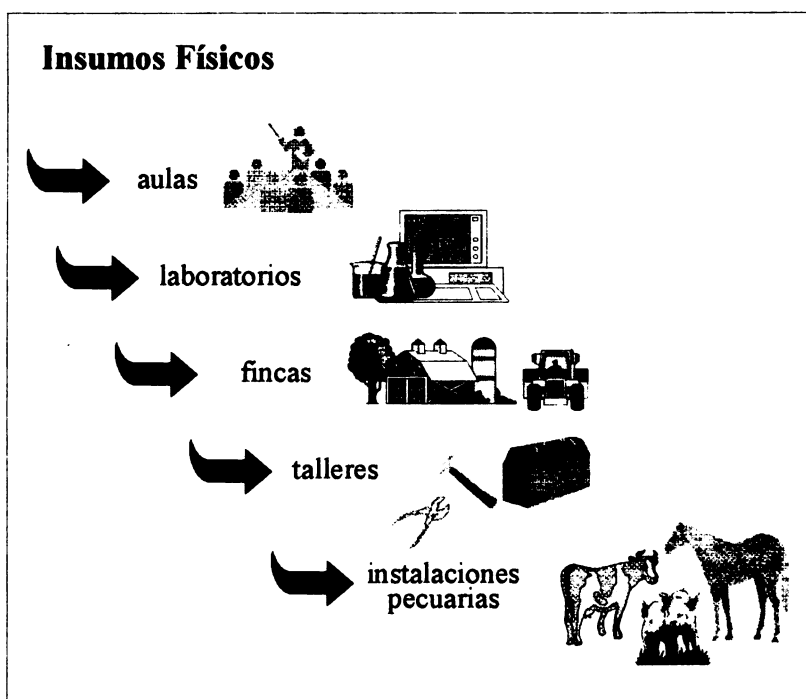 Insumos Físicos
aulas
laboratorios
fincas
talleres
instalaciones
pecuarias